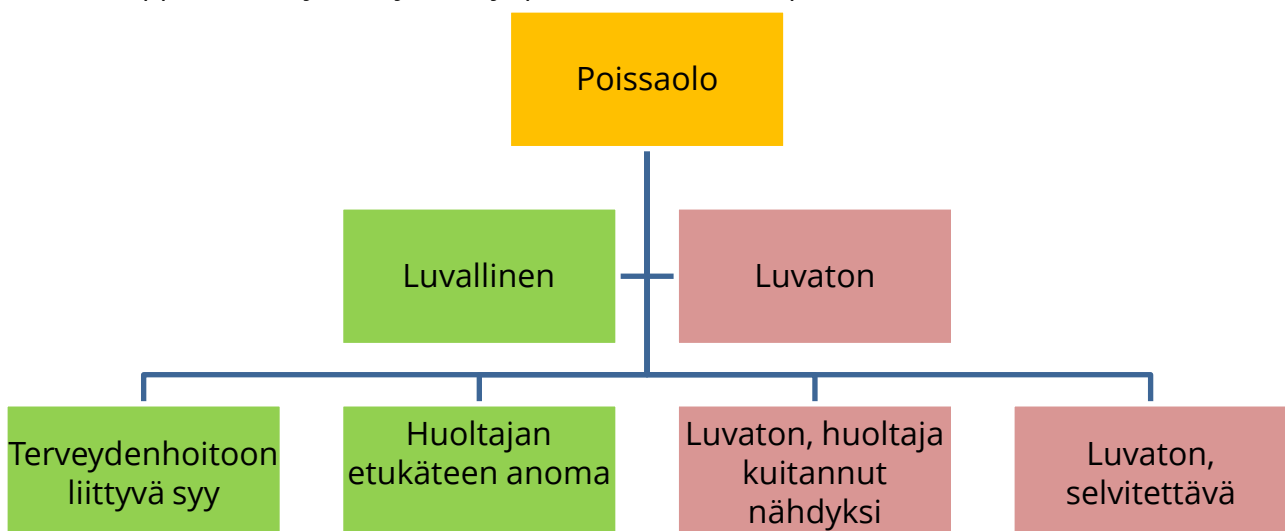 Poissaolo
Luvallinen
Luvaton
Terveydenhoitoon
liittyvä syy
Huoltajan
etukäteen anoma
Luvaton, huoltaja
kuitannut
nähdyksi
Luvaton,
selvitettävä